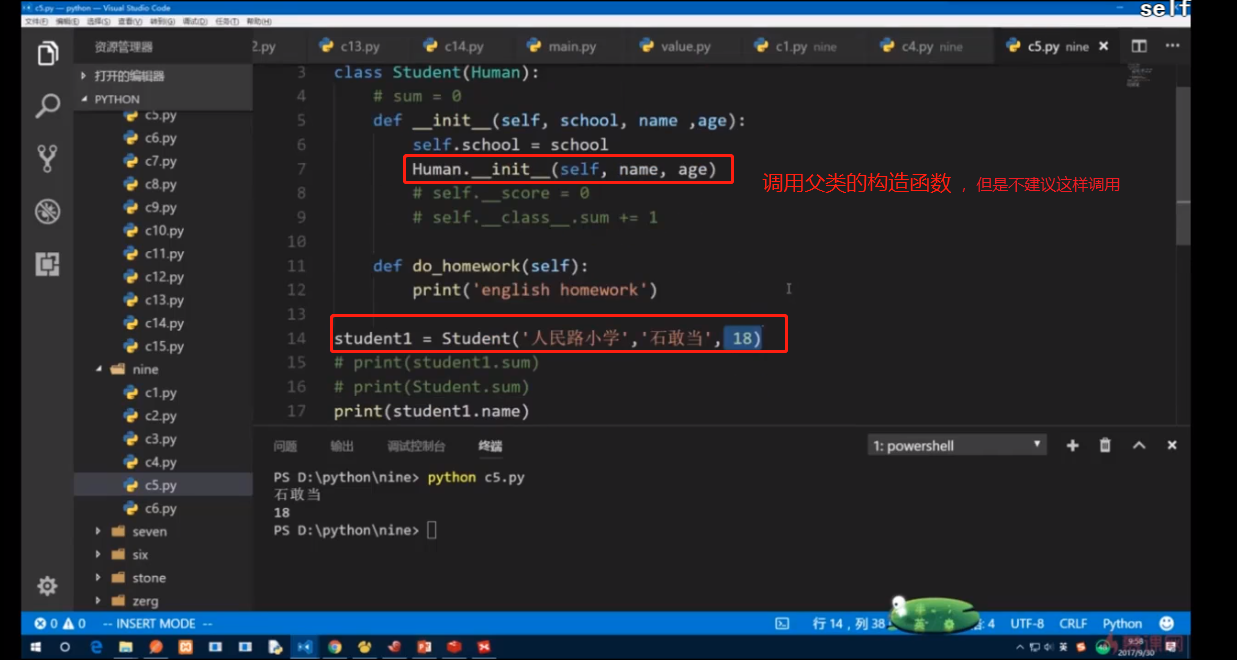 c5.py — python — Visual Studio Code
self
文件(F) 编辑(E) 选择(S) 查看(V) 转到(G) 调试(D) 任务(T) 帮助(H)
资源管理器
2.py c13.py c14.py main.py value.py c1.py nine c4.py nine c5.py nine
打开的编辑器
PYTHON
c5.py
c6.py
c7.py
c8.py
c9.py
c10.py
c11.py
c12.py
c13.py
c14.py
c15.py
nine
c1.py
c2.py
c3.py
c4.py
c5.py
c6.py
seven
six
stone
zerg
3 class Student(Human):
4 # sum = 0
5 def __init__(self, school, name ,age):
6 self.school = school
7 Human.__init__(self, name, age)
8 # self.__score = 0
9 # self.__class__.sum += 1
10
11 def do_homework(self):
12 print('english homework')
13
14 student1 = Student('人民路小学','石敢当', 18)
15 # print(student1.sum)
16 # print(Student.sum)
17 print(student1.name)
调用父类的构造函数 ，但是不建议这样调用
问题 输出 调试控制台 终端
1: powershell
PS D:\python\nine> python c5.py
石敢当
18
PS D:\python\nine>
0 0 -- INSERT MODE --
行 14，列 38 英 : 4 UTF-8 CRLF Python
英 9:58
2017/9/30